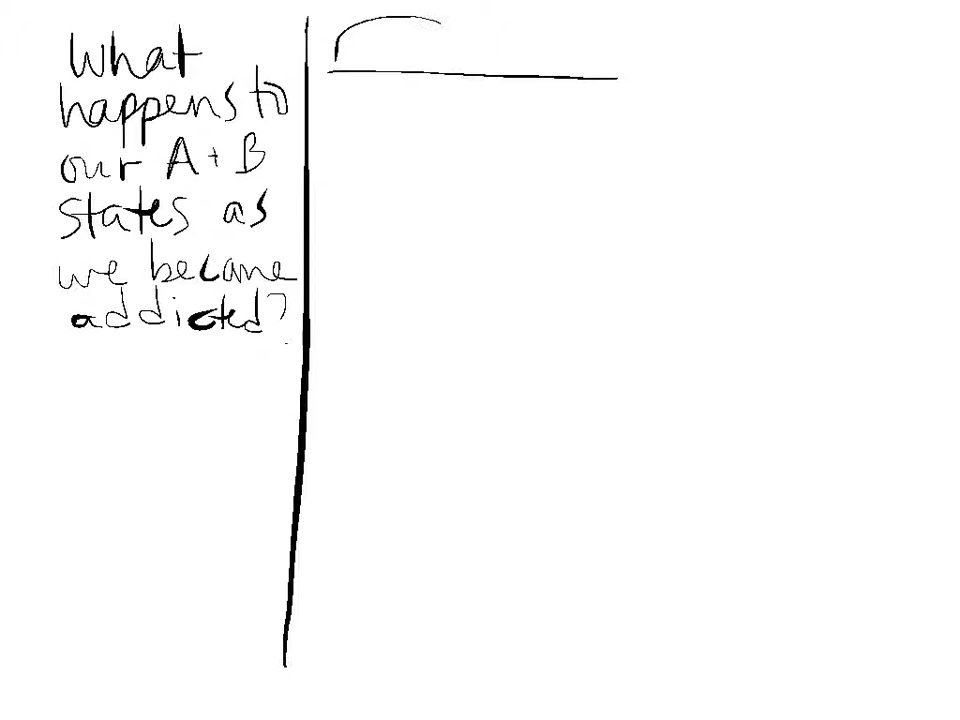 What
happens to
our A + B
states as
we became
addicted?